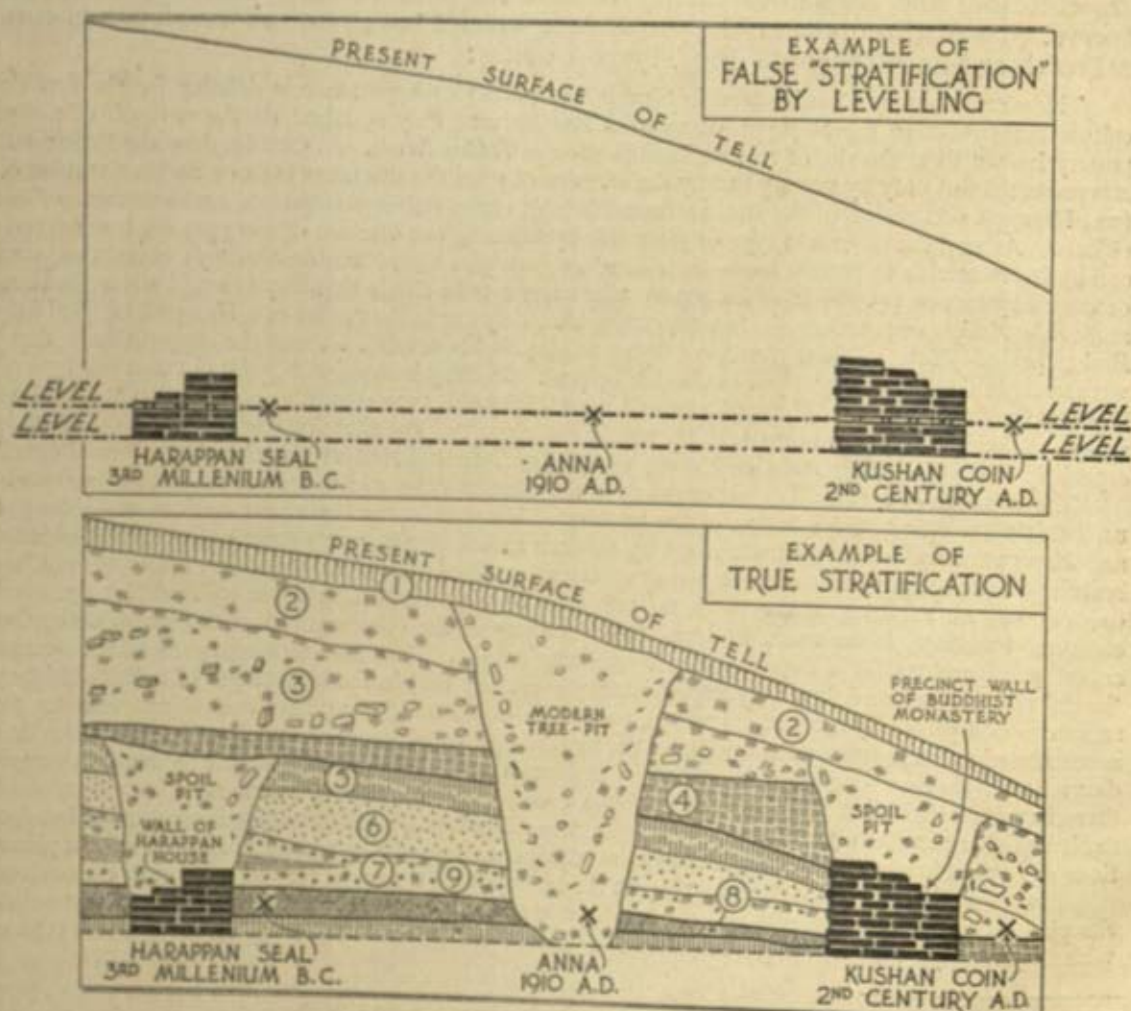 EXAMPLE OF
FALSE "STRATIFICATION"
BY LEVELLING
PRESENT SURFACE OF TELL
LEVEL
LEVEL
LEVEL
LEVEL
HARAPPAN SEAL
3RD MILLENIUM B.C.
ANNA
1910 A.D.
KUSHAN COIN
2ND CENTURY A.D.
EXAMPLE OF
TRUE STRATIFICATION
PRESENT SURFACE OF TELL
1
2
3
MODERN
TREE-PIT
PRECINCT WALL
OF BUDDHIST
MONASTERY
2
SPOIL
PIT
WALL OF
HARAPPAN
HOUSE
5
6
7
9
4
SPOIL
PIT
8
HARAPPAN SEAL
3RD MILLENIUM B.C.
ANNA
1910 A.D.
KUSHAN COIN
2ND CENTURY A.D.